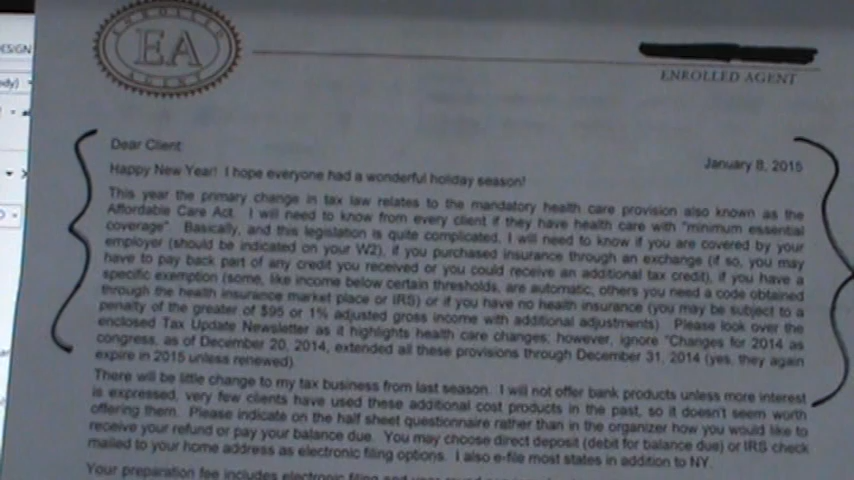 ESIGN
ENROLLED
EA
AGENT
ENROLLED AGENT
Dear Client:
January 8, 2015
Happy New Year! I hope everyone had a wonderful holiday season!
This year the primary change in tax law relates to the mandatory health care provision also known as the
Affordable Care Act. I will need to know from every client if they have health care with "minimum essential
coverage". Basically, and this legislation is quite complicated, I will need to know if you are covered by your
employer (should be indicated on your W2), if you purchased insurance through an exchange (if so, you may
have to pay back part of any credit you received or you could receive an additional tax credit), if you have a
specific exemption (some, like income below certain thresholds, are automatic, others you need a code obtained
through the health insurance market place or IRS) or if you have no health insurance (you may be subject to a
penalty of the greater of $95 or 1% adjusted gross income with additional adjustments). Please look over the
enclosed Tax Update Newsletter as it highlights health care changes; however, ignore "Changes for 2014 as
congress, as of December 20, 2014, extended all these provisions through December 31, 2014 (yes, they again
expire in 2015 unless renewed).
There will be little change to my tax business from last season. I will not offer bank products unless more interest
is expressed, very few clients have used these additional cost products in the past, so it doesn't seem worth
offering them. Please indicate on the half sheet questionnaire rather than in the organizer how you would like to
receive your refund or pay your balance due. You may choose direct deposit (debit for balance due) or IRS check
mailed to your home address as electronic filing options. I also e-file most states in addition to NY.
Your preparation fee includes electronic filing and